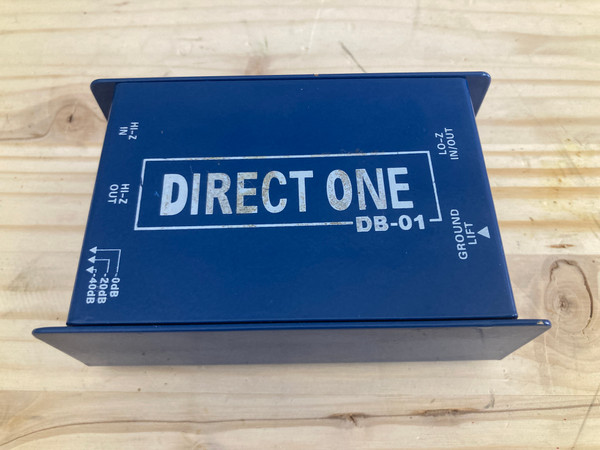 HI-Z
IN
HI-Z
OUT
LO-Z
IN/OUT
DIRECT ONE
DB-01
GROUND
LIFT
-0dB
-20dB
-40dB